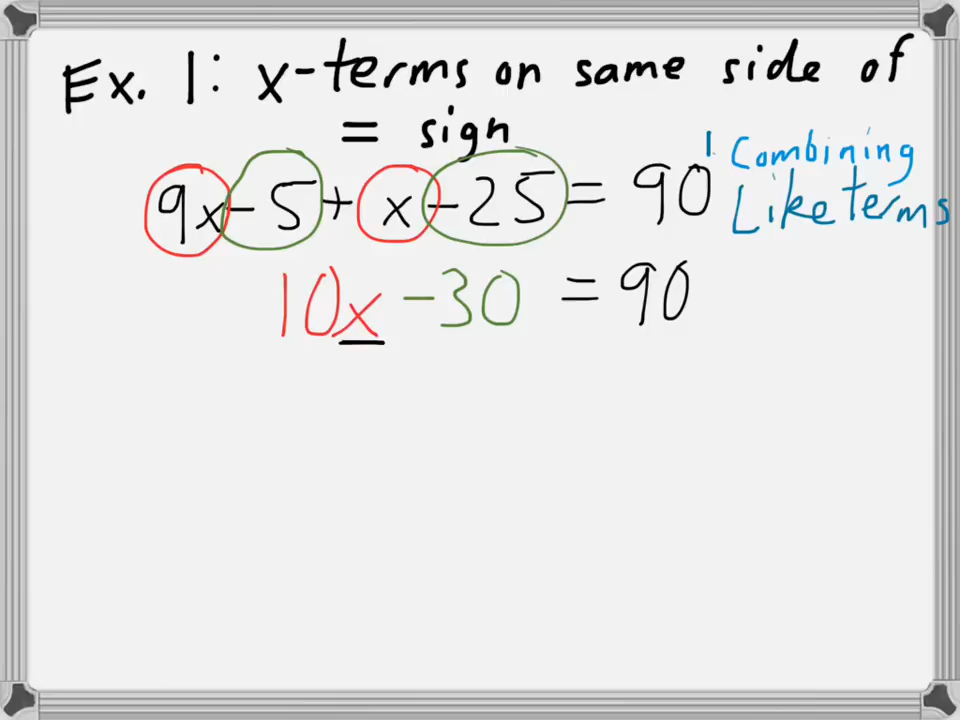 Ex. 1: x-terms on same side of
= sign
9x - 5 + x - 25 = 90
1. Combining
Like terms
10x - 30 = 90